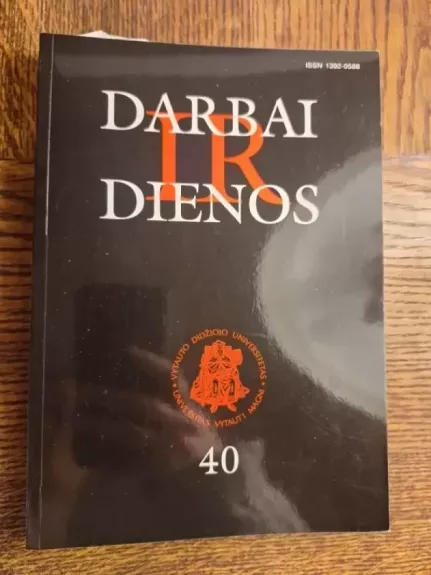 ISSN 1392-0588
DARBAI
IR
DIENOS
VYTAUTO DIDŽIOJO UNIVERSITETAS
UNIVERSITAS VYTAUTI MAGNI
40